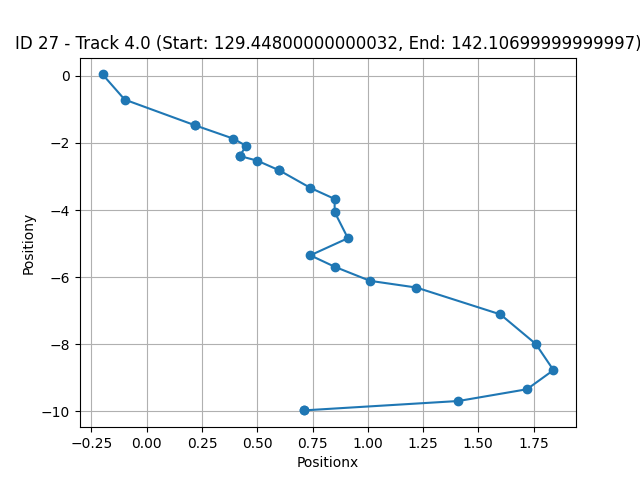 ID 27 - Track 4.0 (Start: 129.44800000000032, End: 142.10699999999997)
Positiony
0
−2
−4
−6
−8
−10
−0.25 0.00 0.25 0.50 0.75 1.00 1.25 1.50 1.75
Positionx